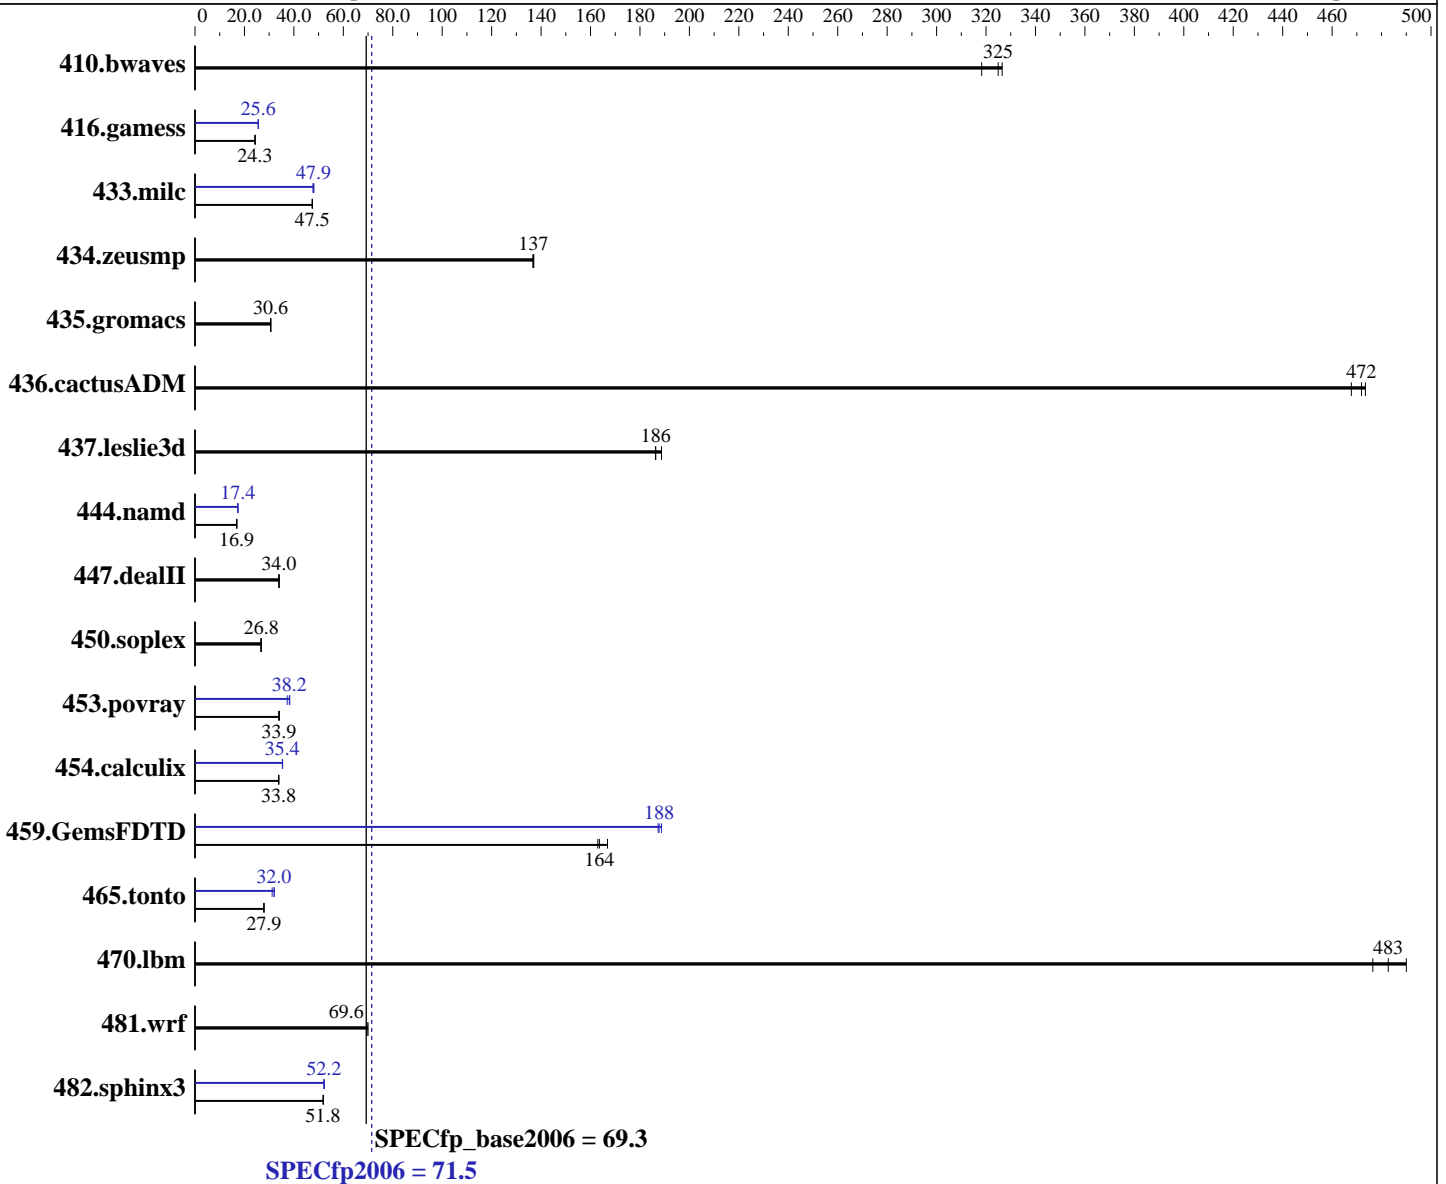 0 20.0 40.0 60.0 80.0 100 120 140 160 180 200 220 240 260 280 300 320 340 360 380 400 420 440 460 500
410.bwaves 325
416.gamess 25.6
24.3
433.milc 47.9
47.5
434.zeusmp 137
435.gromacs 30.6
436.cactusADM 472
437.leslie3d 186
444.namd 17.4
16.9
447.dealII 34.0
450.soplex 26.8
453.povray 38.2
33.9
454.calculix 35.4
33.8
459.GemsFDTD 188
164
465.tonto 32.0
27.9
470.lbm 483
481.wrf 69.6
482.sphinx3 52.2
51.8
SPECfp_base2006 = 69.3
SPECfp2006 = 71.5